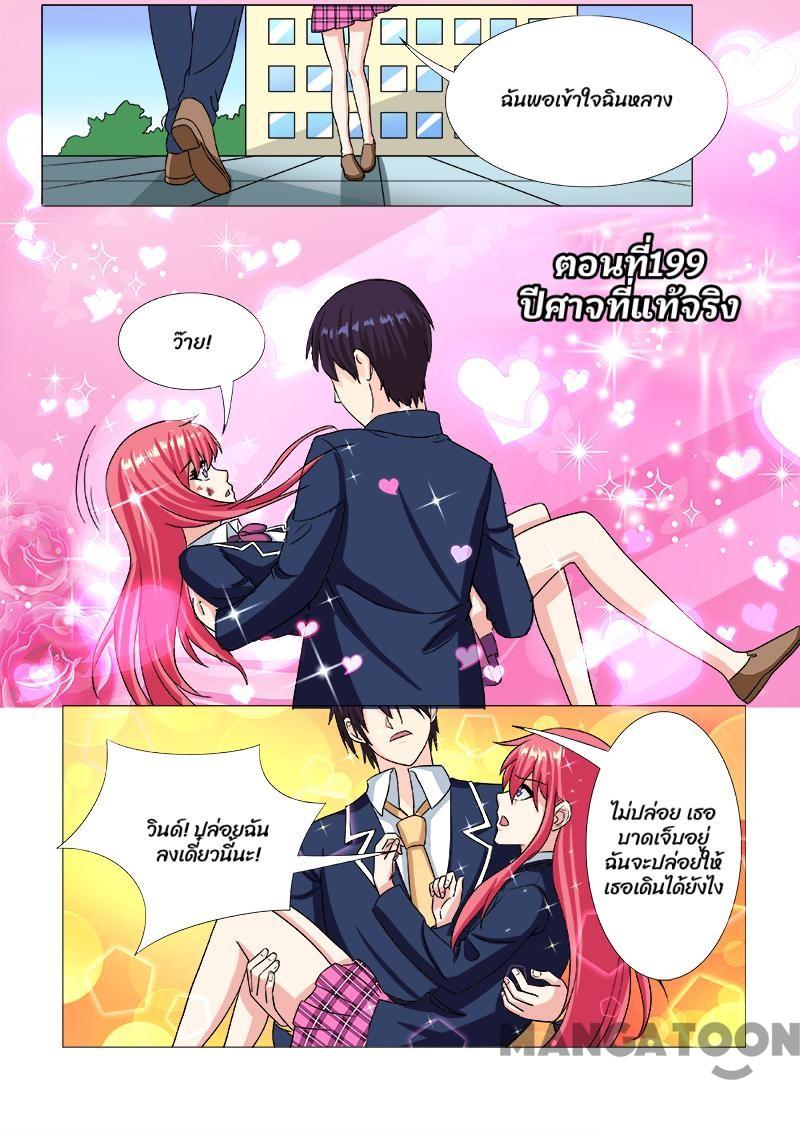 ฉันพอเข้าใจฉินหลาง
ตอนที่199
ปีศาจที่แท้จริง
ว๊าย!
ไม่ปล่อย เธอ
บาดเจ็บอยู่
ฉันจะปล่อยให้
เธอเดินได้ยังไง
วินด์! ปล่อยฉัน
ลงเดี๋ยวนี้นะ!
MANGATOON